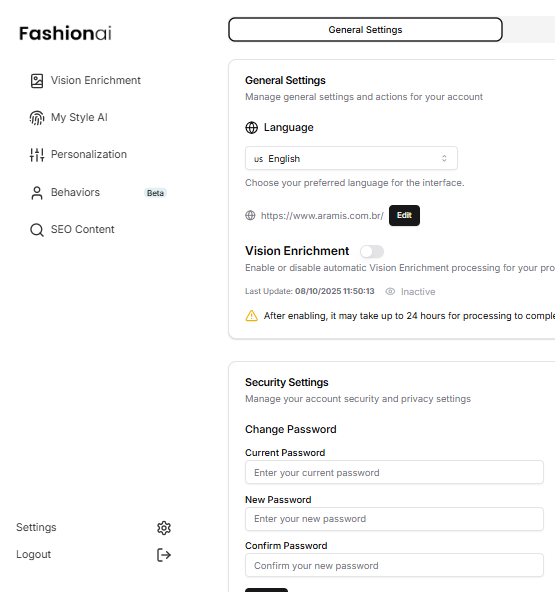 Fashionai
General Settings
Vision Enrichment
My Style AI
Personalization
Behaviors Beta
SEO Content
Settings
Logout
General Settings
Manage general settings and actions for your account
Language
us English
Choose your preferred language for the interface.
https://www.aramis.com.br/ Edit
Vision Enrichment
Enable or disable automatic Vision Enrichment processing for your
Last Update: 08/10/2025 11:50:13 Inactive
After enabling, it may take up to 24 hours for processing to
Security Settings
Manage your account security and privacy settings
Change Password
Current Password
Enter your current password
New Password
Enter your new password
Confirm Password
Confirm your new password